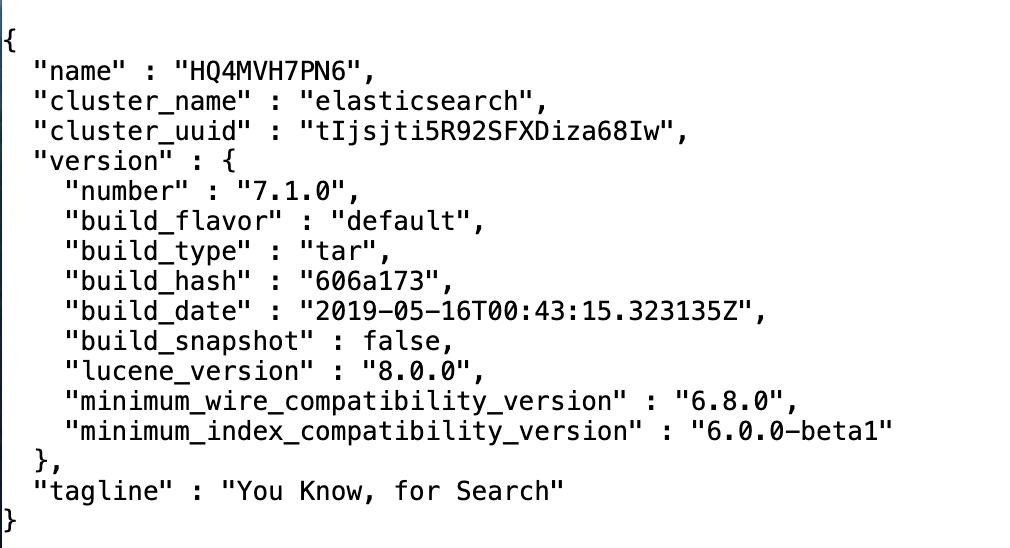 {
  "name" : "HQ4MVH7PN6",
  "cluster_name" : "elasticsearch",
  "cluster_uuid" : "tIjsjti5R92SFXDiza68Iw",
  "version" : {
    "number" : "7.1.0",
    "build_flavor" : "default",
    "build_type" : "tar",
    "build_hash" : "606a173",
    "build_date" : "2019-05-16T00:43:15.323135Z",
    "build_snapshot" : false,
    "lucene_version" : "8.0.0",
    "minimum_wire_compatibility_version" : "6.8.0",
    "minimum_index_compatibility_version" : "6.0.0-beta1"
  },
  "tagline" : "You Know, for Search"
}